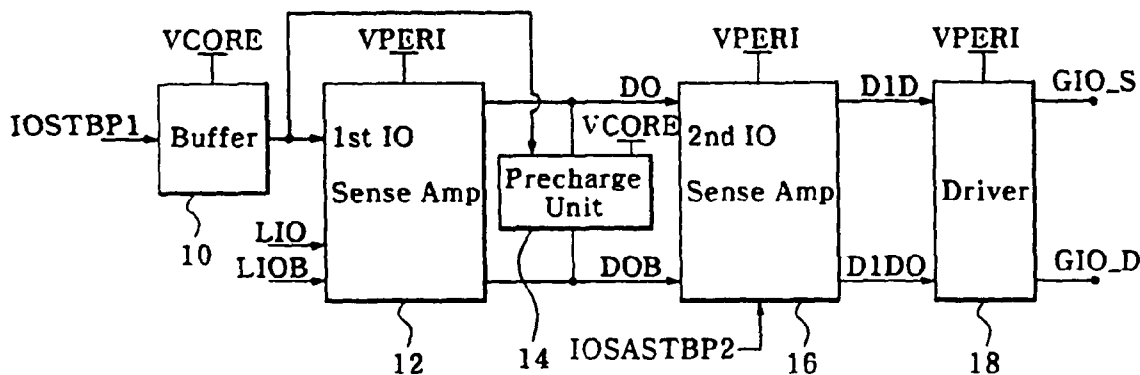 VCORE
VPERI
VPERI
VPERI
IOSTBP1
Buffer
10
1st IO
Sense Amp
LIO
LIOB
12
DO
VCORE
Precharge
Unit
14
DOB
2nd IO
Sense Amp
IOSASTBP2
16
D1D
D1DO
Driver
18
GIO_S
GIO_D